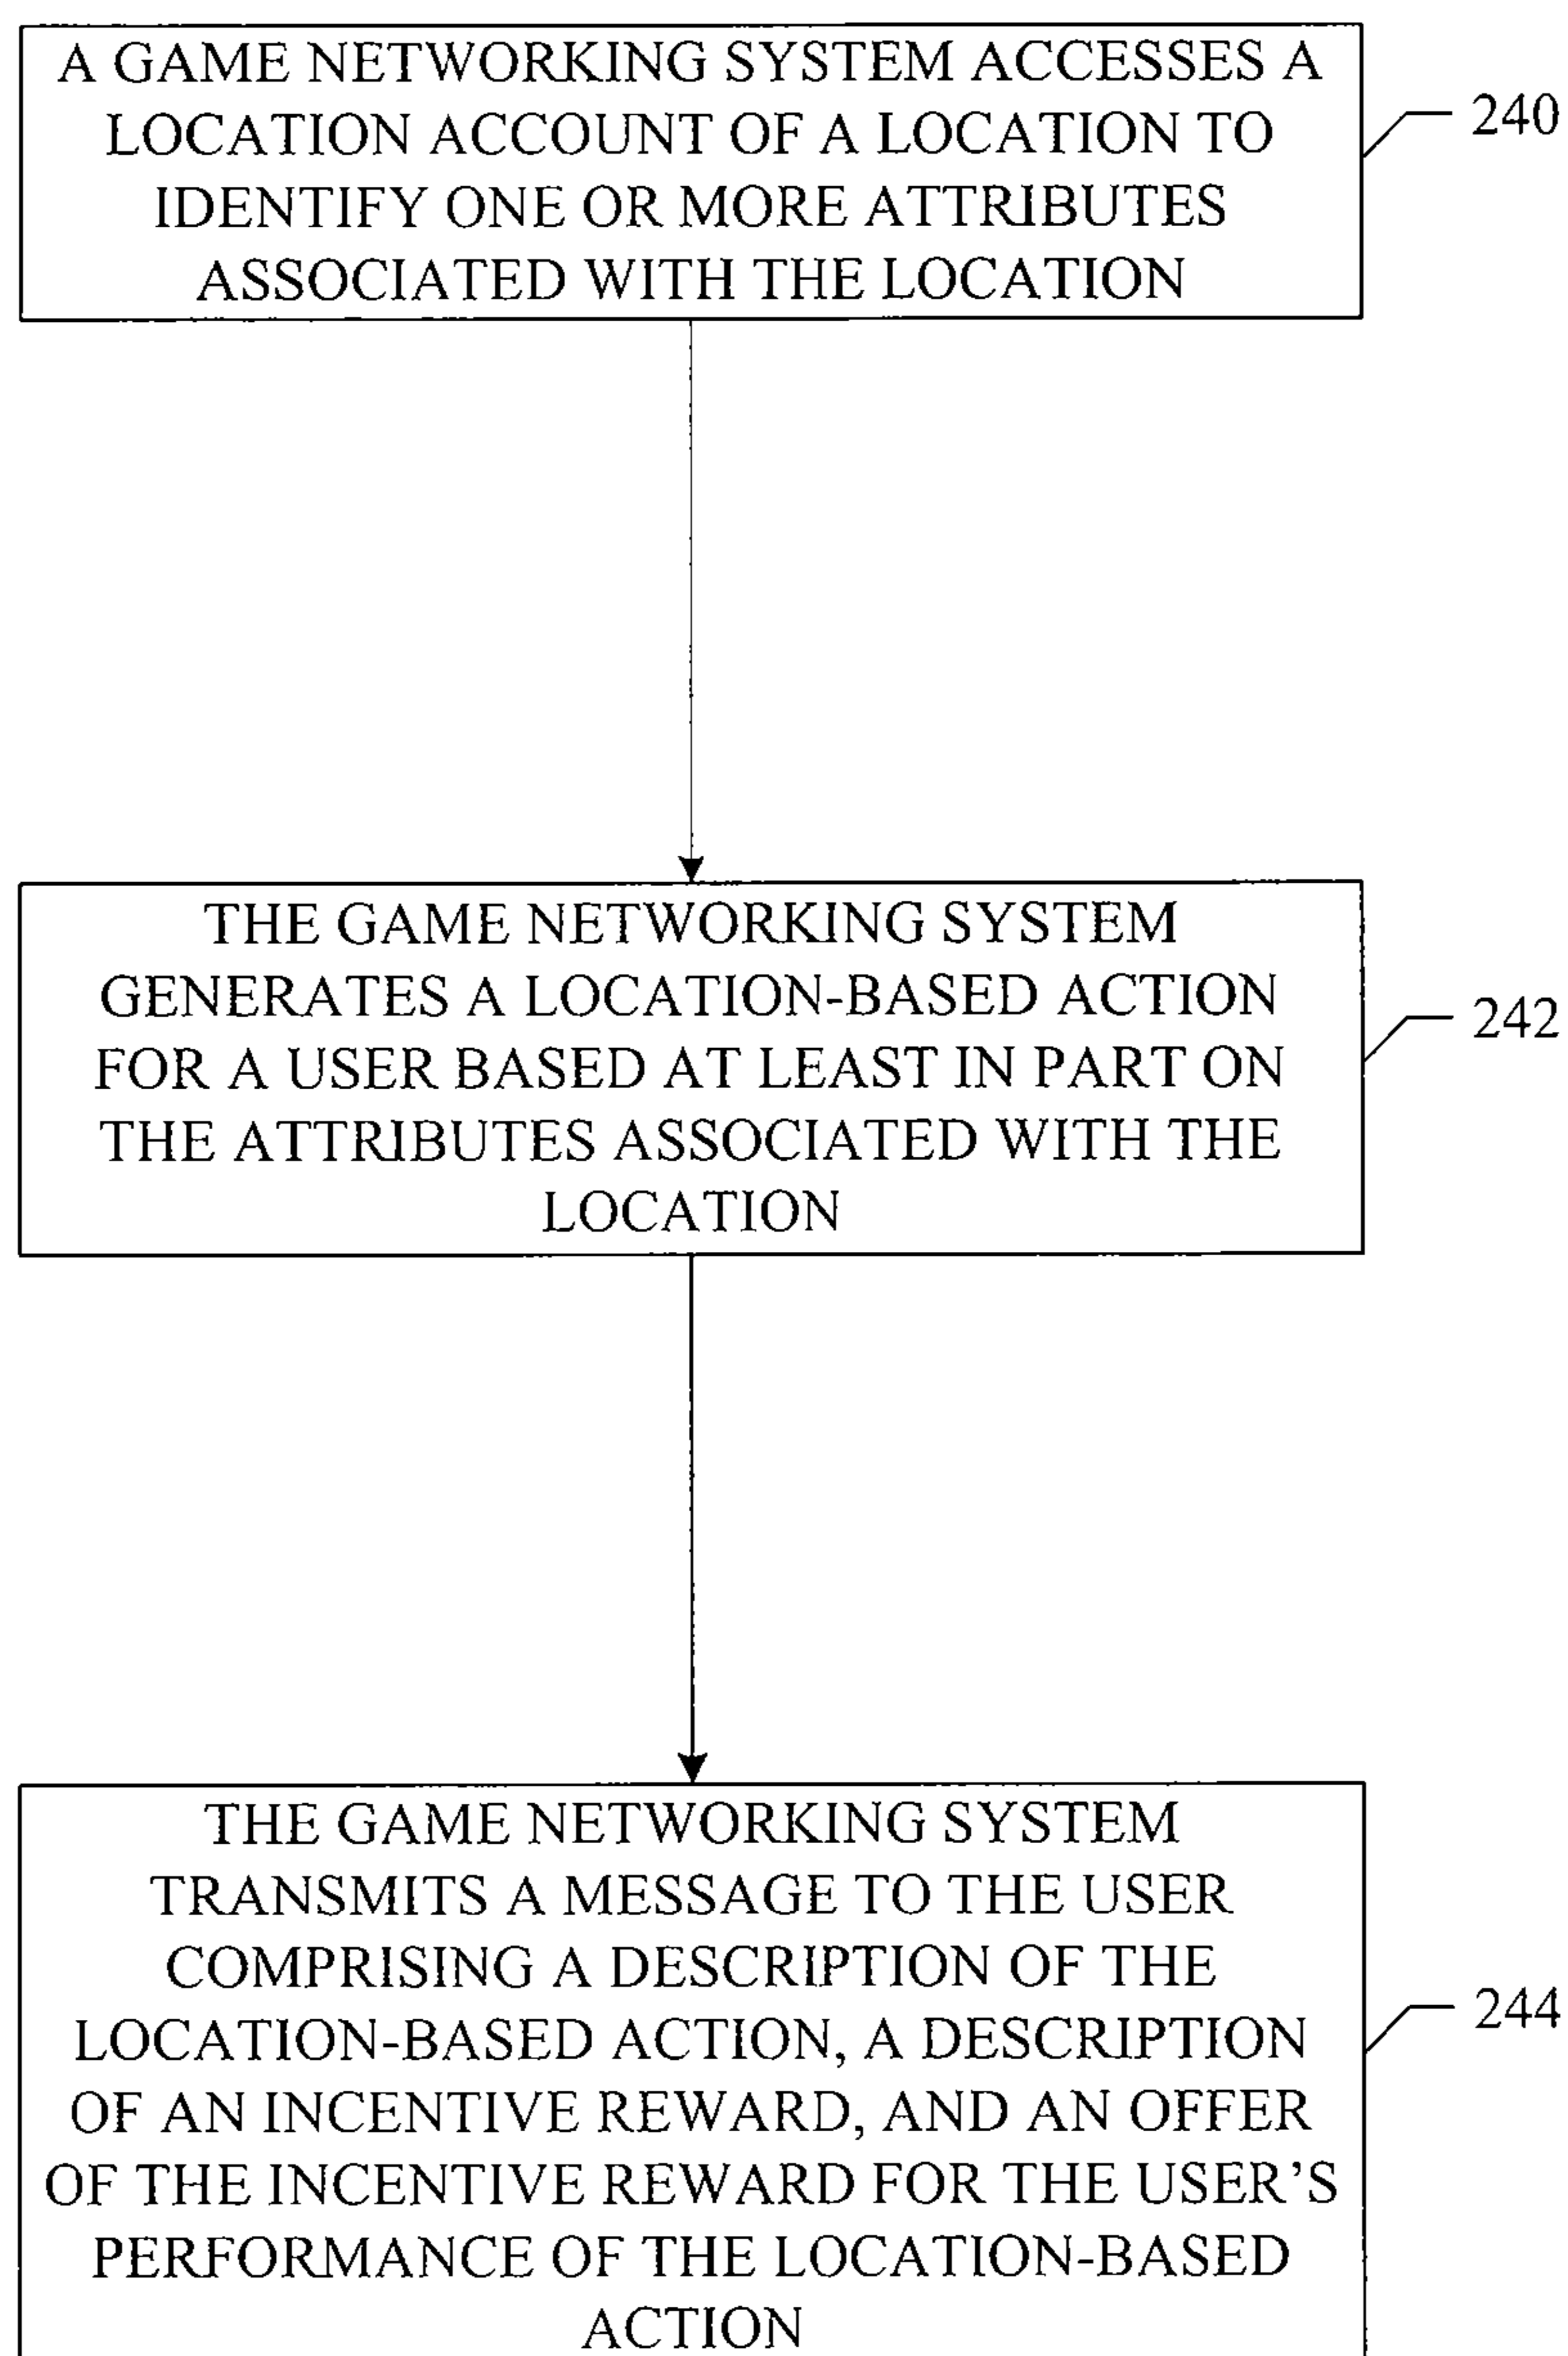 A GAME NETWORKING SYSTEM ACCESSES A
LOCATION ACCOUNT OF A LOCATION TO
IDENTIFY ONE OR MORE ATTRIBUTES
ASSOCIATED WITH THE LOCATION
240
THE GAME NETWORKING SYSTEM
GENERATES A LOCATION-BASED ACTION
FOR A USER BASED AT LEAST IN PART ON
THE ATTRIBUTES ASSOCIATED WITH THE
LOCATION
242
THE GAME NETWORKING SYSTEM
TRANSMITS A MESSAGE TO THE USER
COMPRISING A DESCRIPTION OF THE
LOCATION-BASED ACTION, A DESCRIPTION
OF AN INCENTIVE REWARD, AND AN OFFER
OF THE INCENTIVE REWARD FOR THE USER’S
PERFORMANCE OF THE LOCATION-BASED
ACTION
244